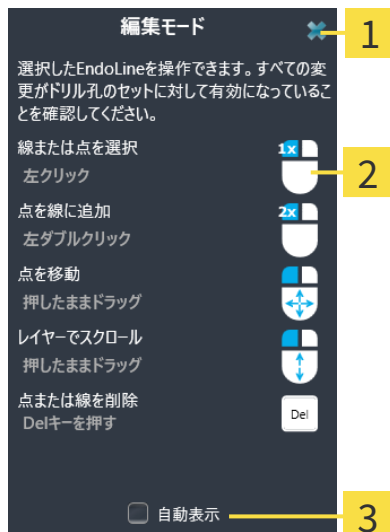 編集モード
1
選択したEndoLineを操作できます。すべての変
更がドリル孔のセットに対して有効になっているこ
とを確認してください。
線または点を選択
1x
左クリック
2
点を線に追加
2x
左ダブルクリック
点を移動
押したままドラッグ
レイヤーでスクロール
押したままドラッグ
点または線を削除
Delキーを押す
Del
自動表示
3